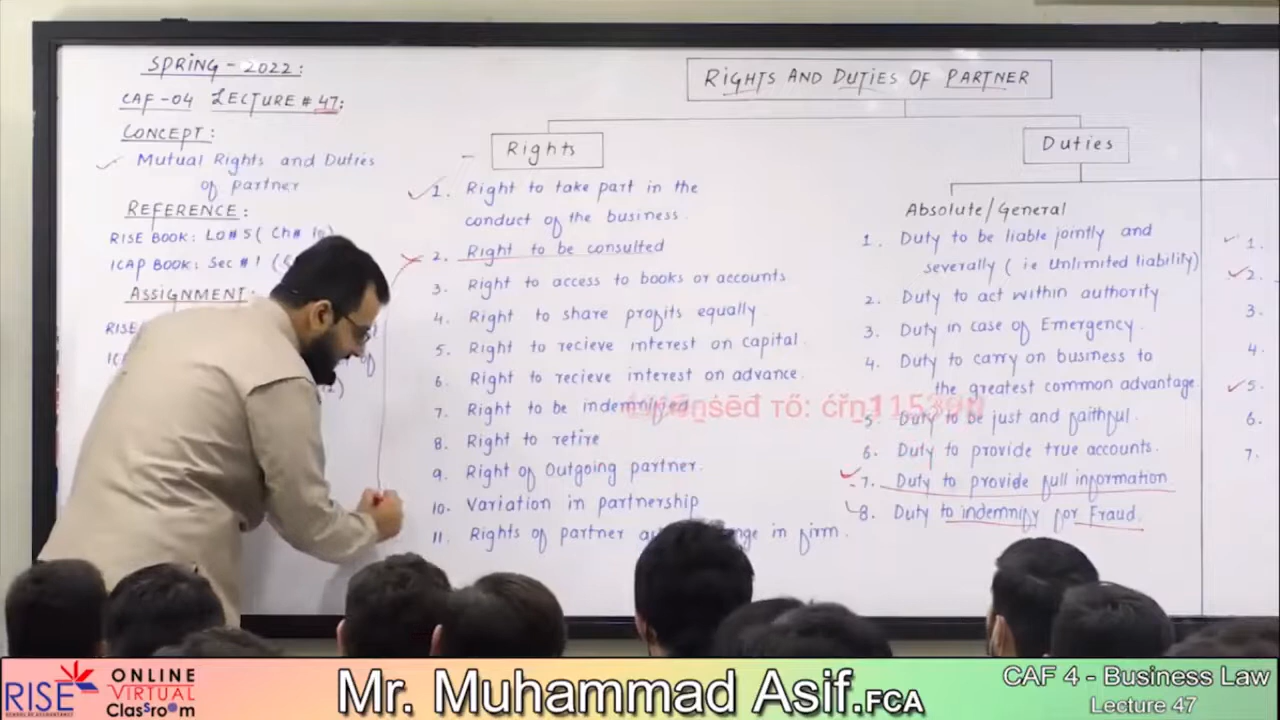 SPRING - 2022:
CAF-04 LECTURE # 47:
CONCEPT:
Mutual Rights and Duties
of partner
REFERENCE:
RISE BOOK: LO# 5 ( Ch# 10)
ICAP BOOK: Sec # 1
ASSIGNMENT:
RISE
of
RIGHTS AND DUTIES OF PARTNER
Rights
1. Right to take part in the
conduct of the business.
2. Right to be consulted
3. Right to access to books or accounts
4. Right to share profits equally
5. Right to recieve interest on capital.
6. Right to recieve interest on advance.
7. Right to be indemnified
8. Right to retire
9. Right of Outgoing partner.
10. Variation in partnership
11. Rights of partner in firm.
Duties
Absolute/General
1. Duty to be liable jointly and
severally ( ie Unlimited liability)
2. Duty to act within authority
3. Duty in case of Emergency.
4. Duty to carry on business to
the greatest common advantage.
5. Duty to be just and faithful.
6. Duty to provide true accounts.
7. Duty to provide full information
8. Duty to indemnify for Fraud.
1.
2.
3.
4.
5.
6.
7.
RISE
ONLINE
VIRTUAL
Classroom
Mr. Muhammad Asif.FCA
CAF 4 - Business Law
Lecture 47